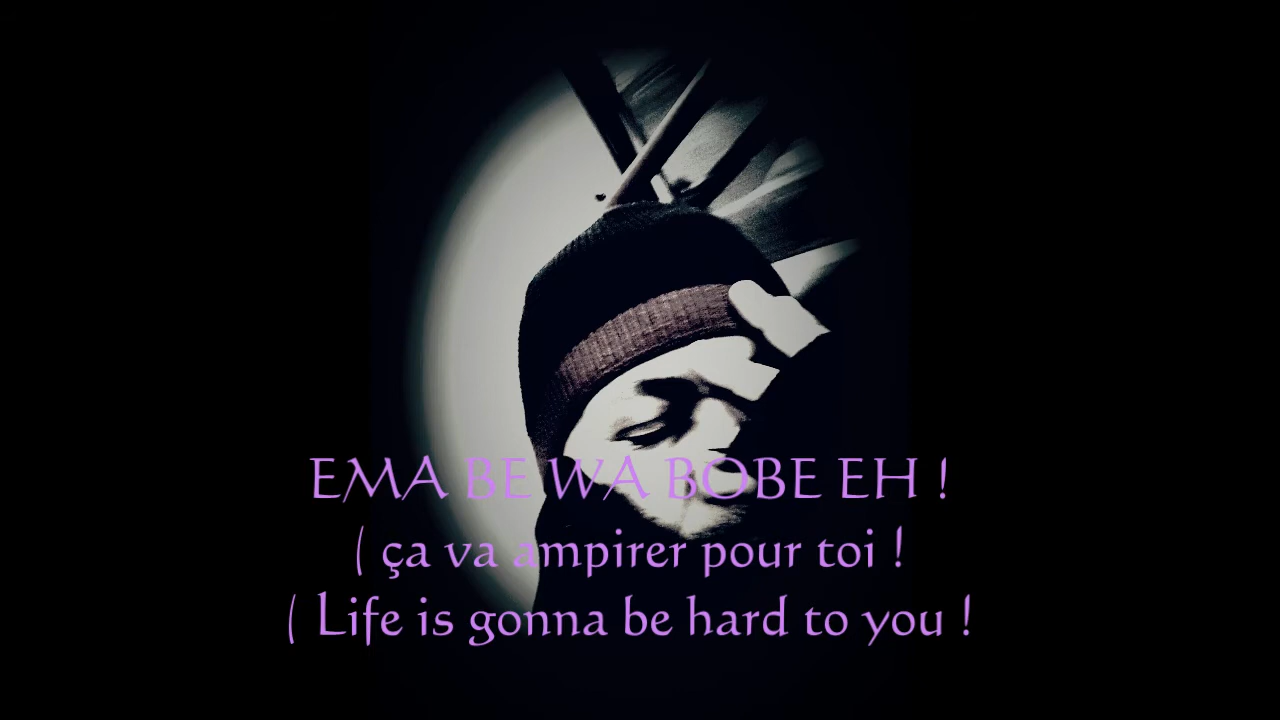 EMA BE WA BOBE EH !
( ça va ampirer pour toi !
( Life is gonna be hard to you !